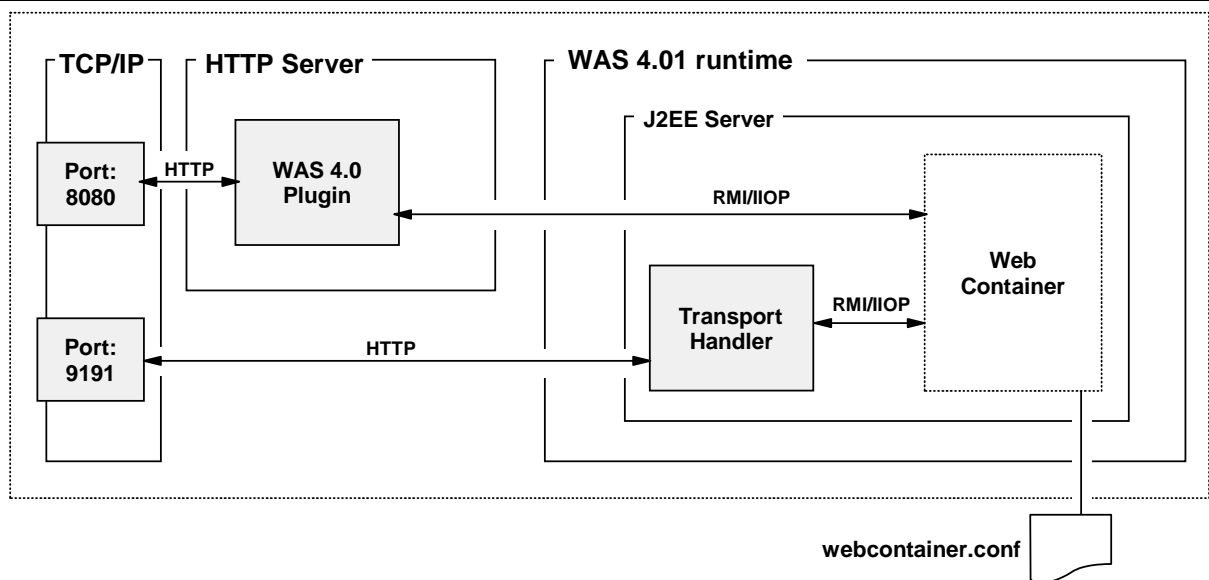 TCP/IP
HTTP Server
WAS 4.01 runtime
J2EE Server
Port:
8080
HTTP
WAS 4.0
Plugin
RMI/IIOP
Web
Container
Transport
Handler
RMI/IIOP
Port:
9191
HTTP
webcontainer.conf